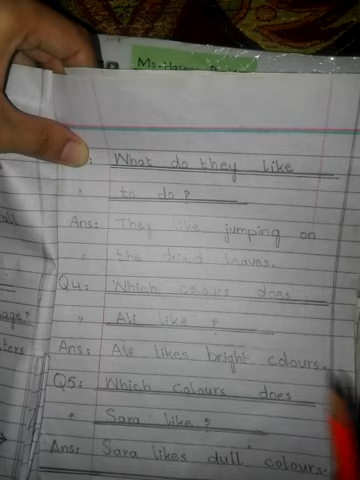 Ms. 
: What do they like
" to do?
Ans: They like jumping on
" the dried leaves.
Q4: Which colours does
" Ali like ?
Ans: Ali likes bright colours.
Q5: Which colours does
" Sara like ?
Ans: Sara likes dull colours.